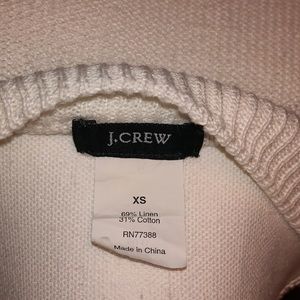 J.CREW
XS
69% Linen
31% Cotton
RN77388
Made in China